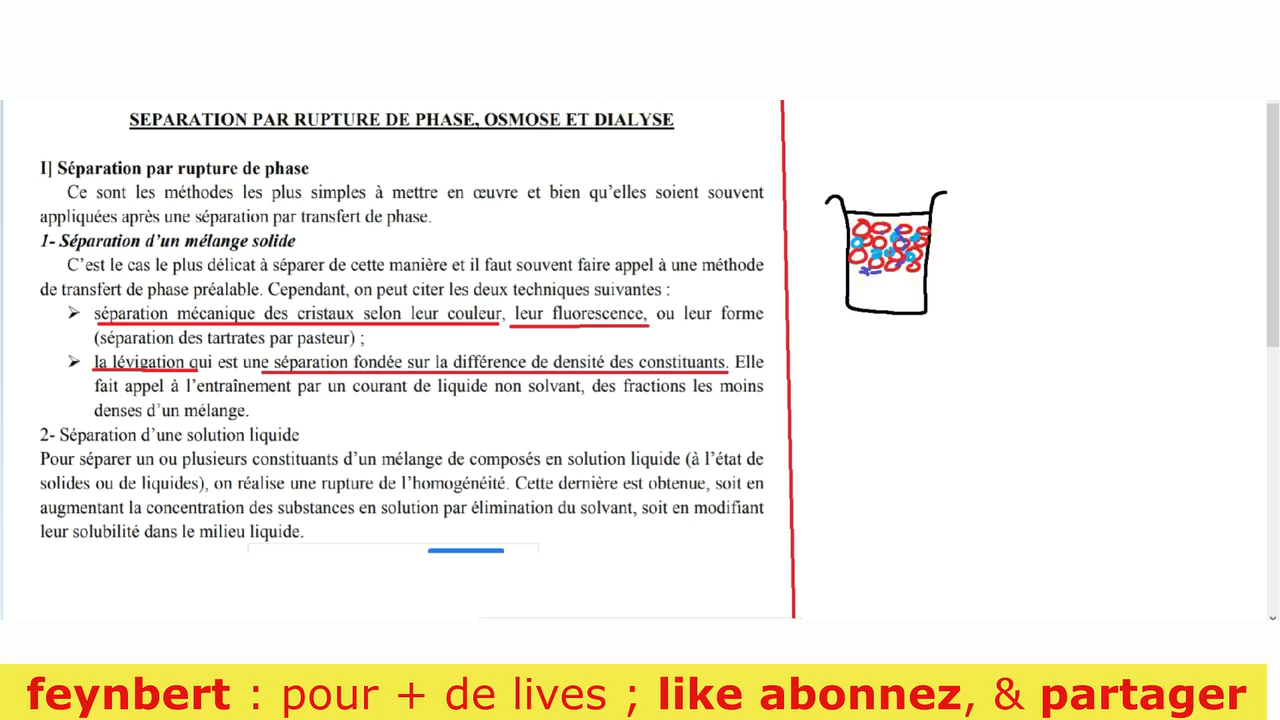 SEPARATION PAR RUPTURE DE PHASE, OSMOSE ET DIALYSE
I] Séparation par rupture de phase
Ce sont les méthodes les plus simples à mettre en œuvre et bien qu'elles soient souvent
appliquées après une séparation par transfert de phase.
1- Séparation d'un mélange solide
C'est le cas le plus délicat à séparer de cette manière et il faut souvent faire appel à une méthode
de transfert de phase préalable. Cependant, on peut citer les deux techniques suivantes :
➢ séparation mécanique des cristaux selon leur couleur, leur fluorescence, ou leur forme
(séparation des tartrates par pasteur) ;
➢ la lévigation qui est une séparation fondée sur la différence de densité des constituants. Elle
fait appel à l'entraînement par un courant de liquide non solvant, des fractions les moins
denses d'un mélange.
2- Séparation d'une solution liquide
Pour séparer un ou plusieurs constituants d'un mélange de composés en solution liquide (à l'état de
solides ou de liquides), on réalise une rupture de l'homogénéité. Cette dernière est obtenue, soit en
augmentant la concentration des substances en solution par élimination du solvant, soit en modifiant
leur solubilité dans le milieu liquide.
feynbert : pour + de lives ; like abonnez, & partager